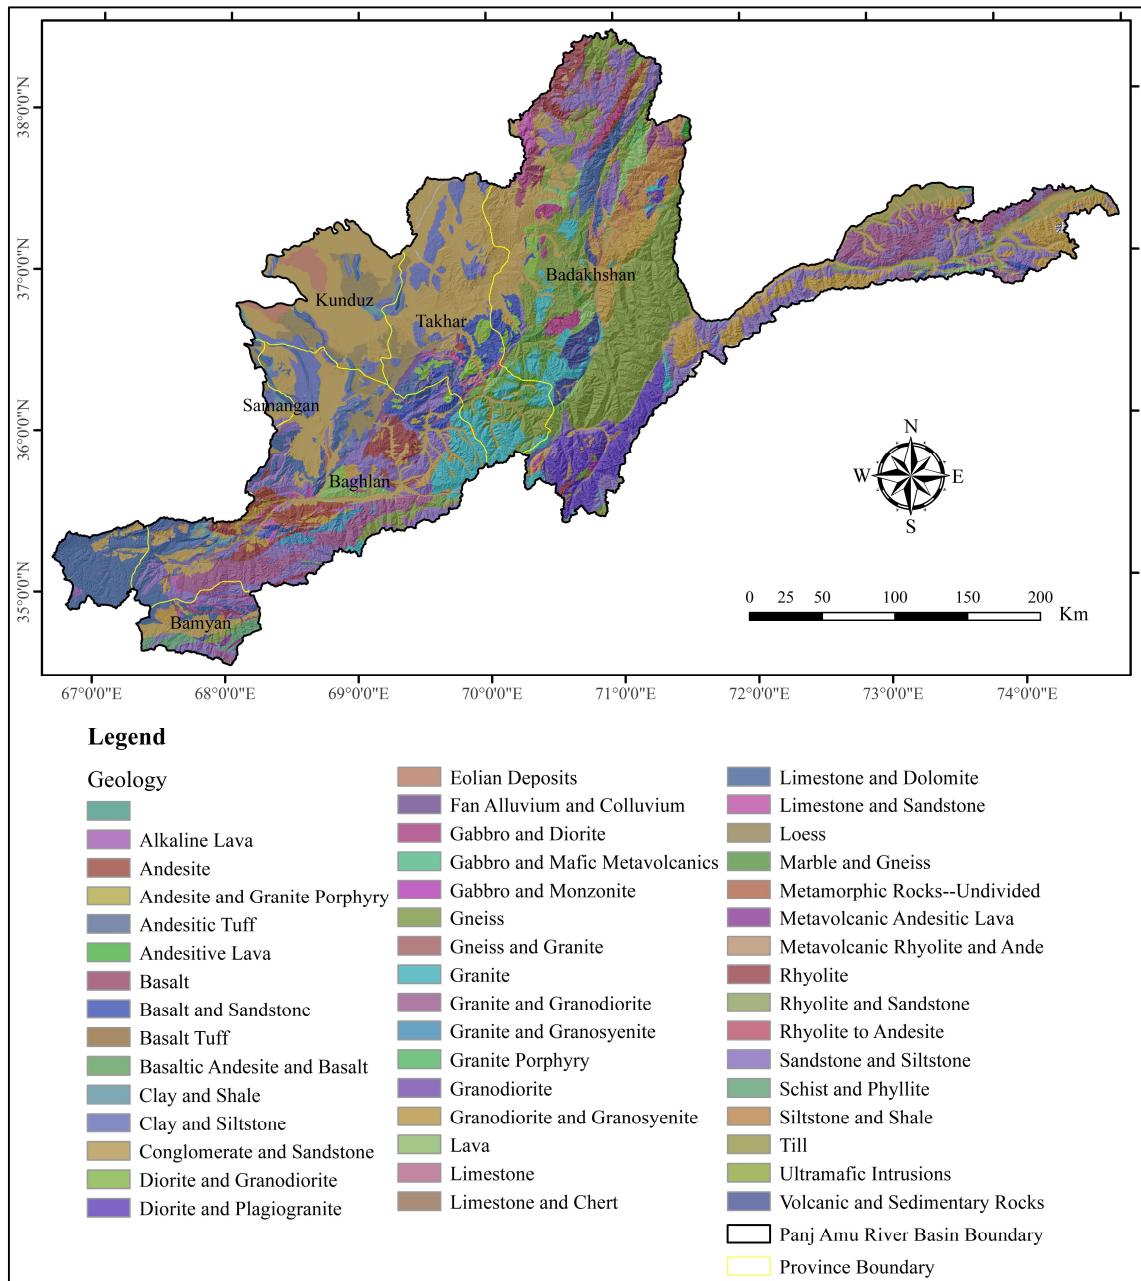 38°0'0"N
37°0'0"N
36°0'0"N
35°0'0"N
Kunduz
Takhar
Badakhshan
Samangan
Baghlan
Bamyan
N
W E
S
0 25 50 100 150 200
Km
67°0'0"E 68°0'0"E 69°0'0"E 70°0'0"E 71°0'0"E 72°0'0"E 73°0'0"E 74°0'0"E
Legend
Geology
Alkaline Lava
Andesite
Andesite and Granite Porphyry
Andesitic Tuff
Andesitive Lava
Basalt
Basalt and Sandstone
Basalt Tuff
Basaltic Andesite and Basalt
Clay and Shale
Clay and Siltstone
Conglomerate and Sandstone
Diorite and Granodiorite
Diorite and Plagiogranite
Eolian Deposits
Fan Alluvium and Colluvium
Gabbro and Diorite
Gabbro and Mafic Metavolcanics
Gabbro and Monzonite
Gneiss
Gneiss and Granite
Granite
Granite and Granodiorite
Granite and Granosyenite
Granite Porphyry
Granodiorite
Granodiorite and Granosyenite
Lava
Limestone
Limestone and Chert
Limestone and Dolomite
Limestone and Sandstone
Loess
Marble and Gneiss
Metamorphic Rocks--Undivided
Metavolcanic Andesitic Lava
Metavolcanic Rhyolite and Ande
Rhyolite
Rhyolite and Sandstone
Rhyolite to Andesite
Sandstone and Siltstone
Schist and Phyllite
Siltstone and Shale
Till
Ultramafic Intrusions
Volcanic and Sedimentary Rocks
Panj Amu River Basin Boundary
Province Boundary